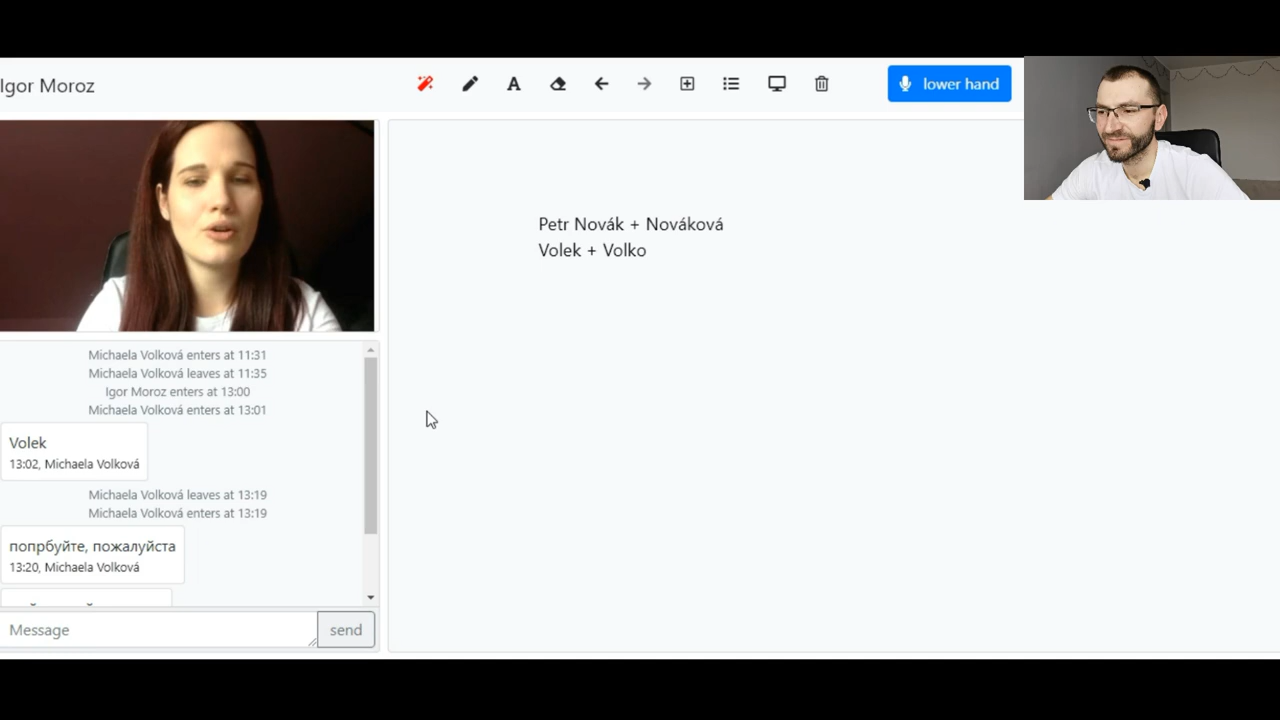 Igor Moroz
A
lower hand
Petr Novák + Nováková
Volek + Volko
Michaela Volková enters at 11:31
Michaela Volková leaves at 11:35
Igor Moroz enters at 13:00
Michaela Volková enters at 13:01
Volek
13:02, Michaela Volková
Michaela Volková leaves at 13:19
Michaela Volková enters at 13:19
попрбуйте, пожалуйста
13:20, Michaela Volková
Message
send